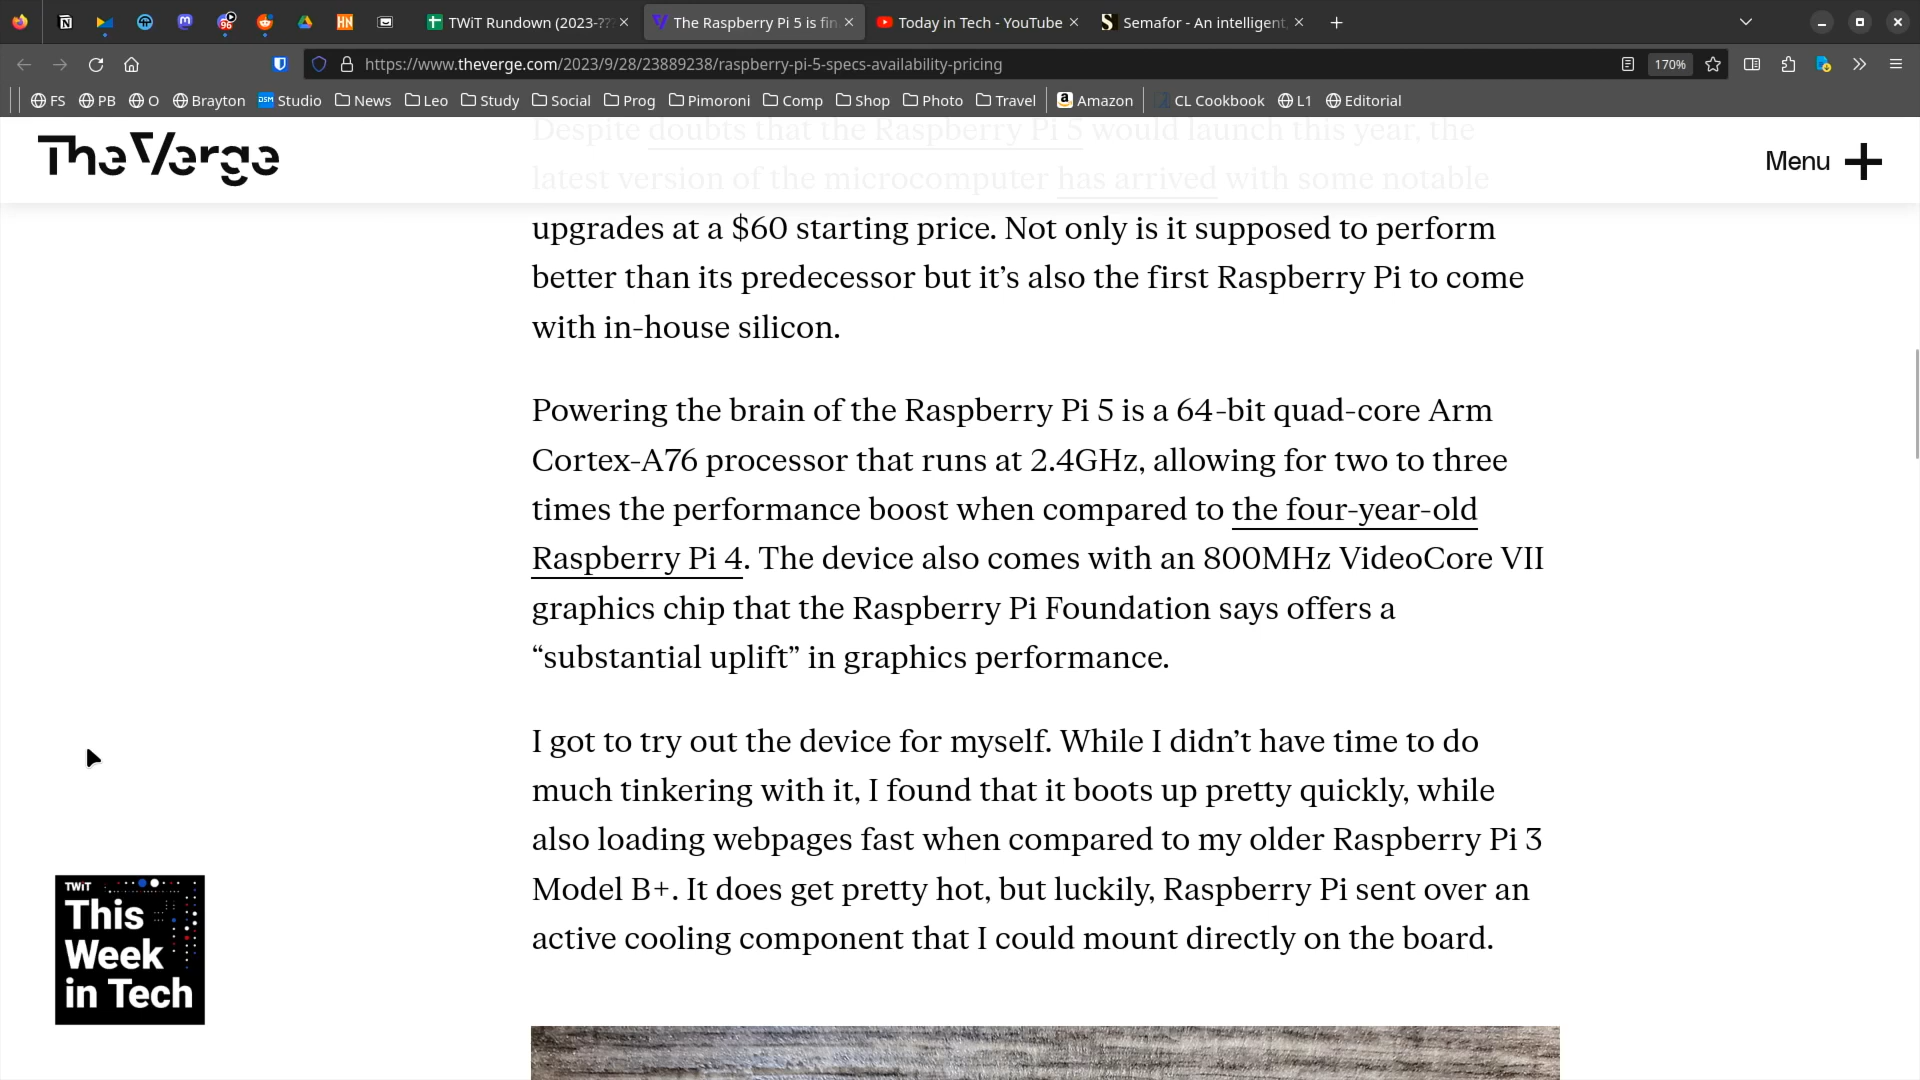 TWiT Rundown (2023-??
The Raspberry Pi 5 is fin
Today in Tech - YouTube
Semafor - An intelligent,
https://www.theverge.com/2023/9/28/23889238/raspberry-pi-5-specs-availability-pricing
170%
FS
PB
O
Brayton
DSM Studio
News
Leo
Study
Social
Prog
Pimoroni
Comp
Shop
Photo
Travel
Amazon
CL Cookbook
L1
Editorial
The Verge
Menu
Despite doubts that the Raspberry Pi 5 would launch this year, the
latest version of the microcomputer has arrived with some notable
upgrades at a $60 starting price. Not only is it supposed to perform
better than its predecessor but it’s also the first Raspberry Pi to come
with in-house silicon.
Powering the brain of the Raspberry Pi 5 is a 64-bit quad-core Arm
Cortex-A76 processor that runs at 2.4GHz, allowing for two to three
times the performance boost when compared to the four-year-old
Raspberry Pi 4. The device also comes with an 800MHz VideoCore VII
graphics chip that the Raspberry Pi Foundation says offers a
“substantial uplift” in graphics performance.
I got to try out the device for myself. While I didn’t have time to do
much tinkering with it, I found that it boots up pretty quickly, while
also loading webpages fast when compared to my older Raspberry Pi 3
Model B+. It does get pretty hot, but luckily, Raspberry Pi sent over an
active cooling component that I could mount directly on the board.
TWiT
This
Week
in Tech